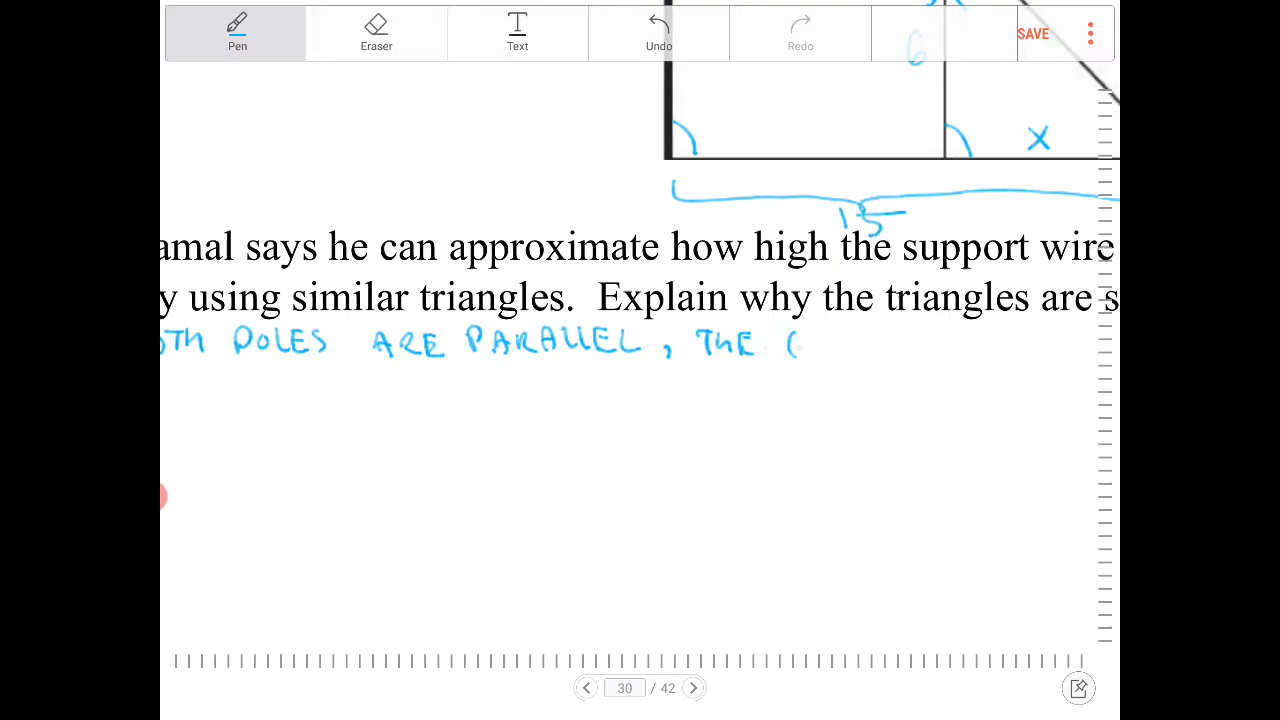 Pen Eraser Text Undo Redo SAVE
6
x
15
amal says he can approximate how high the support wire
y using similar triangles. Explain why the triangles are s
OTH POLES ARE PARALLEL, THE (
30 / 42